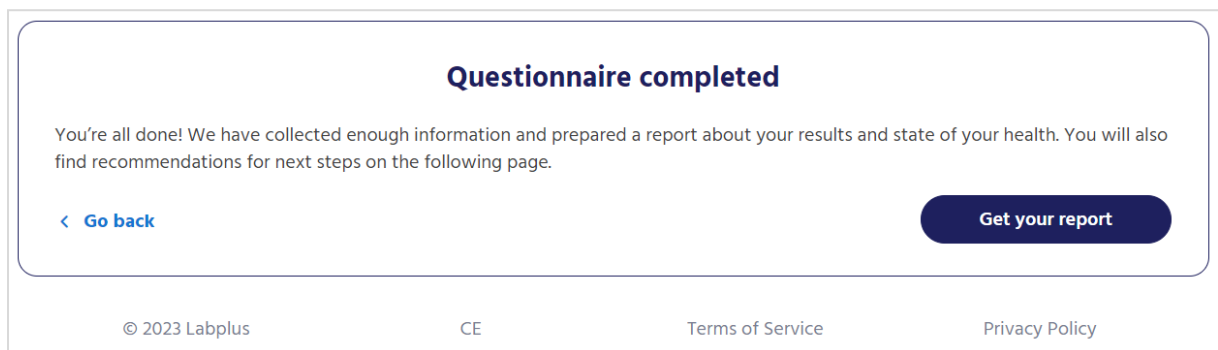 Questionnaire completed
You’re all done! We have collected enough information and prepared a report about your results and state of your health. You will also
find recommendations for next steps on the following page.
Go back
Get your report
© 2023 Labplus
CE
Terms of Service
Privacy Policy